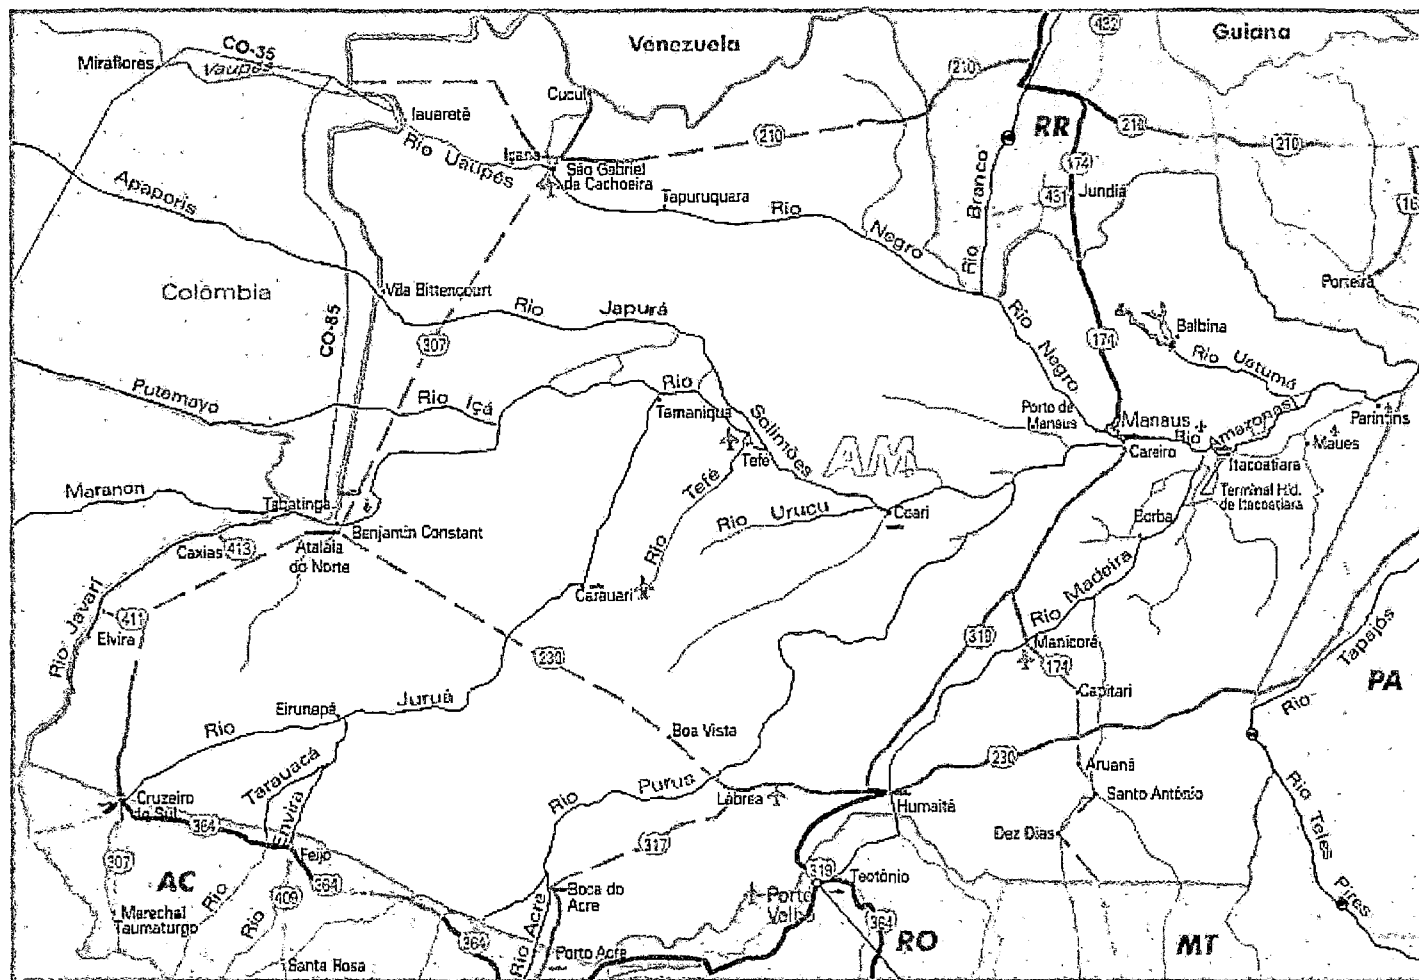 Venezuela
Guiana
CO-35
Vaupés
Miraflores
432
210
Cucuí
Iauaretê
RR
210
210
210
Rio Uaupés
Içana
São Gabriel
da Cachoeira
174
431
Jundiá
Apaporis
Tapuruquara
Rio
Negro
Rio
Branco
Porteira
Colômbia
Vila Bittencourt
Rio
Japurá
CO-85
307
Rio
Negro
174
Balbina
Rio Uatumã
Putumayo
Rio Içá
Rio
Tamaniquá
Solimões
Porto de
Manaus
Manaus
Rio
Amazonas
Parintins
Maues
Tefé
AM
Careiro
Itacoatiara
Maranon
Tabatinga
Rio
Tefé
Rio Urucu
Coari
Terminal Hid.
de Itacoatiara
Borba
Benjamin Constant
Caxias
413
Atalaia
do Norte
Rio Javari
411
Elvira
Carauari
Rio Madeira
319
Manicoré
174
230
Rio
Tapajós
PA
Capitari
Eirunapá
Juruá
Rio
Boa Vista
230
Tarauacá
Envira
Rio
Purus
Lábrea
Humaitá
Aruanã
Santo Antônio
Rio Teles
Pires
Cruzeiro
do Sul
364
Dez Dias
307
Feijó
317
319
Teotônio
AC
Rio
364
409
Rio
Boca do
Acre
Porto
Velho
Marechal
Taumaturgo
364
Rio Acre
364
RO
MT
Santa Rosa
Porto Acre